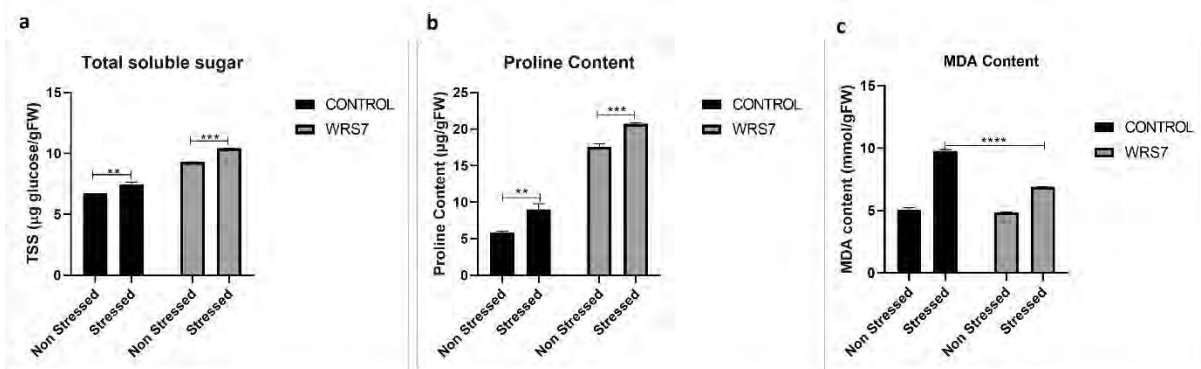 a
Total soluble sugar
TSS (µg glucose/gFW)
15
10
5
0
**
***
Non Stressed
Stressed
Non Stressed
Stressed
CONTROL
WRS7
b
Proline Content
Proline Content (µg/gFW)
25
20
15
10
5
0
**
***
Non Stressed
Stressed
Non Stressed
Stressed
CONTROL
WRS7
c
MDA Content
MDA content (mmol/gFW)
15
10
5
0
****
Non Stressed
Stressed
Non Stressed
Stressed
CONTROL
WRS7